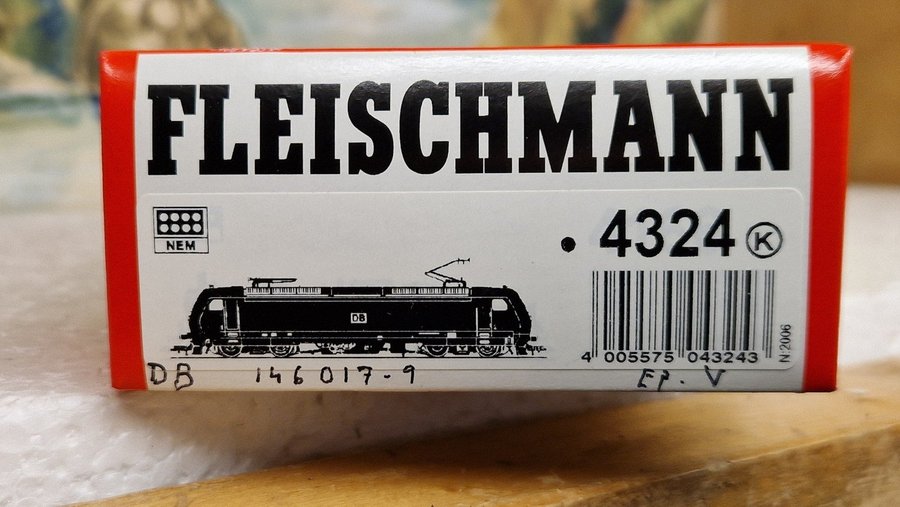 FLEISCHMANN
NEM
• 4324 K
DB
4 005575 043243
N 2006
DB 146 017-9 EP. V